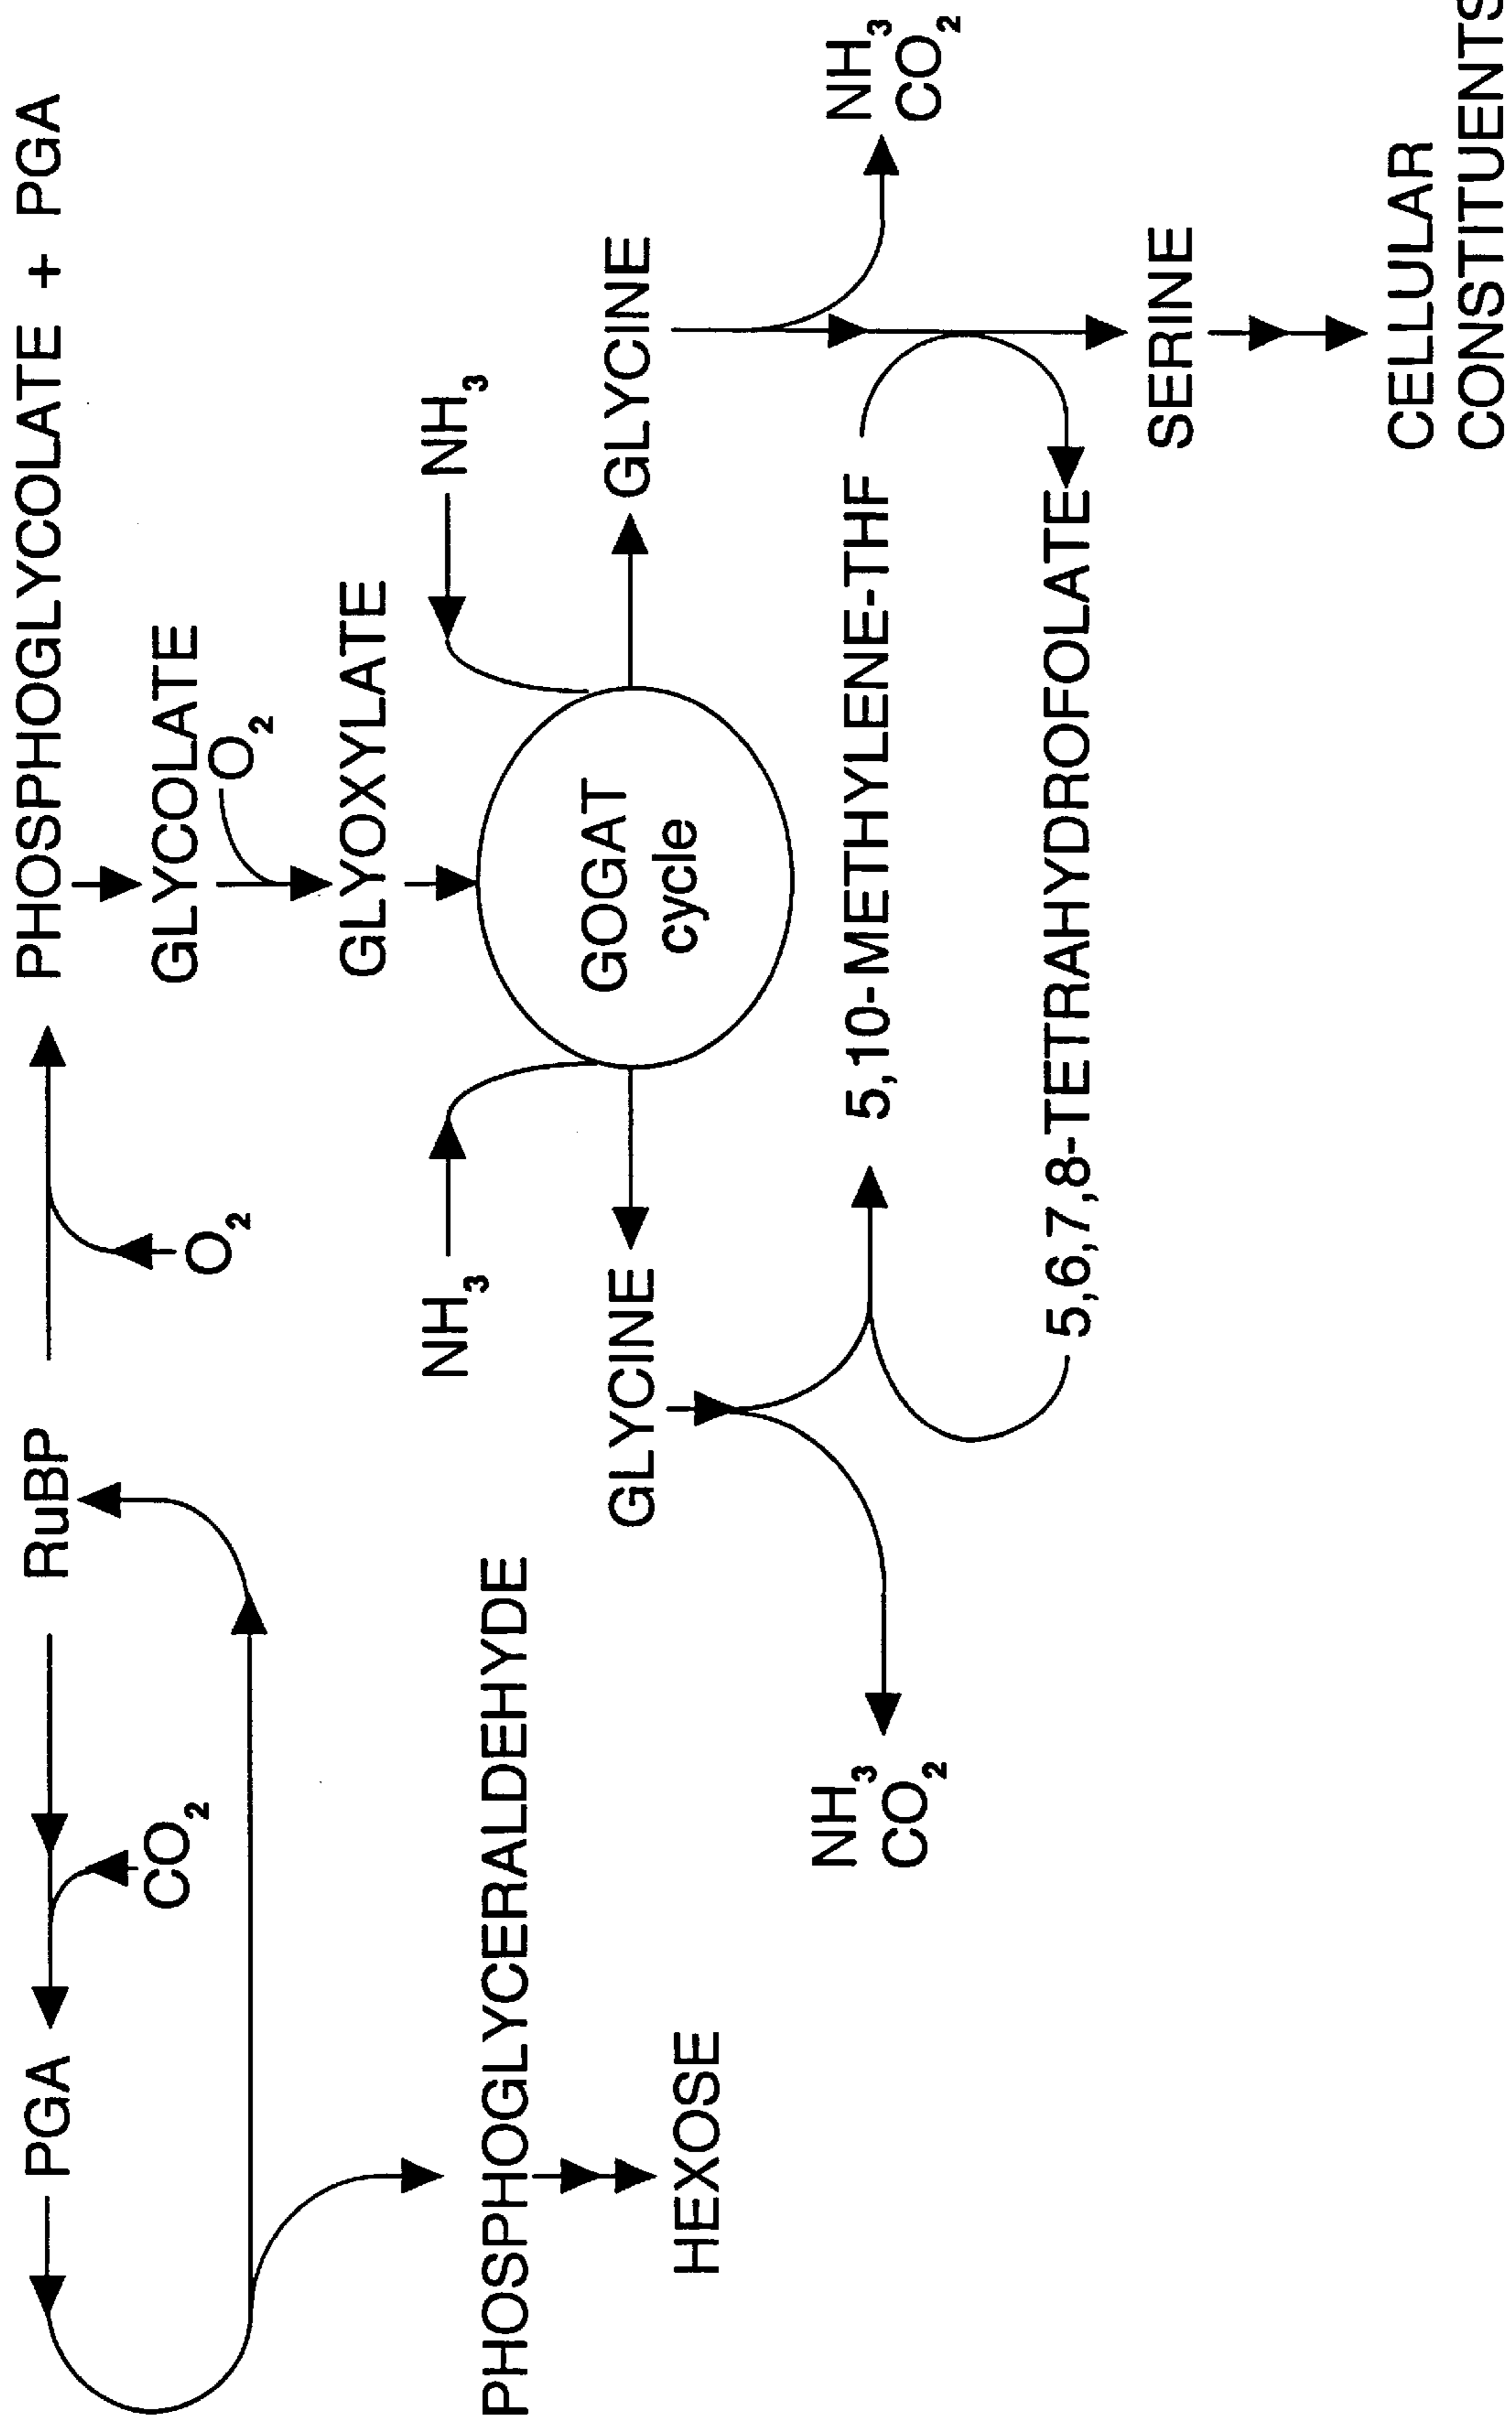 PGA
RuBP
PHOSPHOGLYCOLATE + PGA
CO₂
O₂
GLYCOLATE
O₂
GLYOXYLATE
NH₃
NH₃
PHOSPHOGLYCERALDEHYDE
GLYCINE
GOGAT
cycle
GLYCINE
HEXOSE
NH₃
CO₂
5,10-METHYLENE-THF
NH₃
CO₂
5,6,7,8-TETRAHYDROFOLATE
SERINE
CELLULAR
CONSTITUENTS